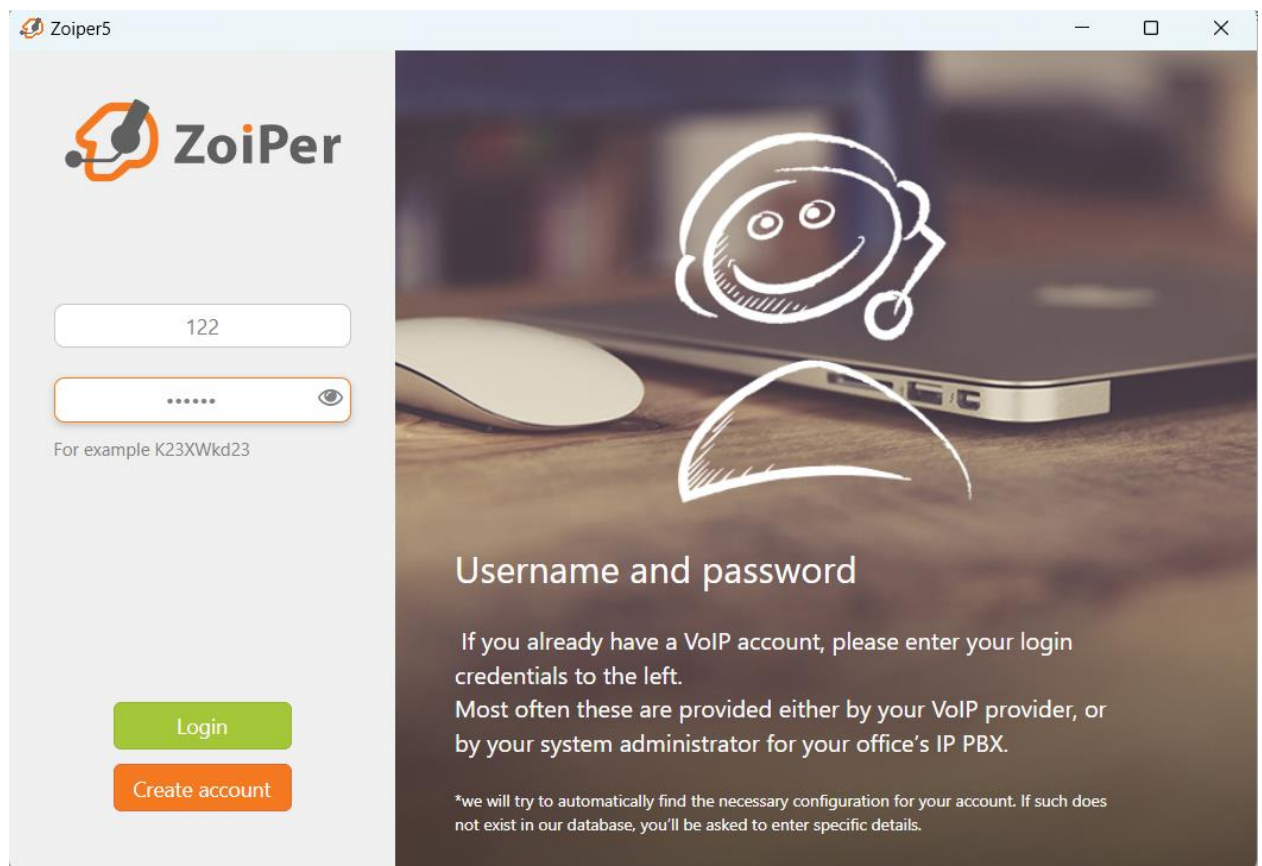 Zoiper5
ZoiPer
122
••••••
For example K23XWkd23
Login
Create account
Username and password
If you already have a VoIP account, please enter your login
credentials to the left.
Most often these are provided either by your VoIP provider, or
by your system administrator for your office's IP PBX.
*we will try to automatically find the necessary configuration for your account. If such does
not exist in our database, you'll be asked to enter specific details.